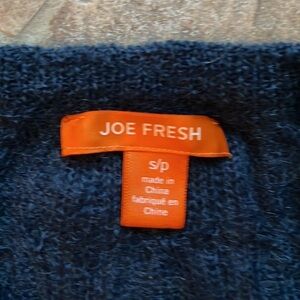 JOE FRESH
s/p
made in
China
fabriqué en
Chine